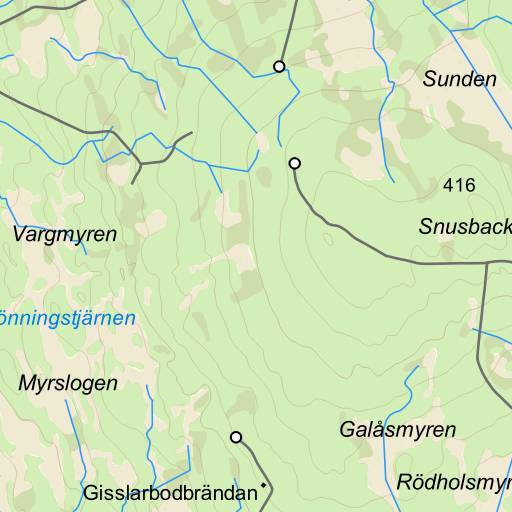 Sunden
416
Snusback
Vargmyren
önningstjärnen
Myrslogen
Galåsmyren
Rödholsmyr
Gisslarbodbrändan